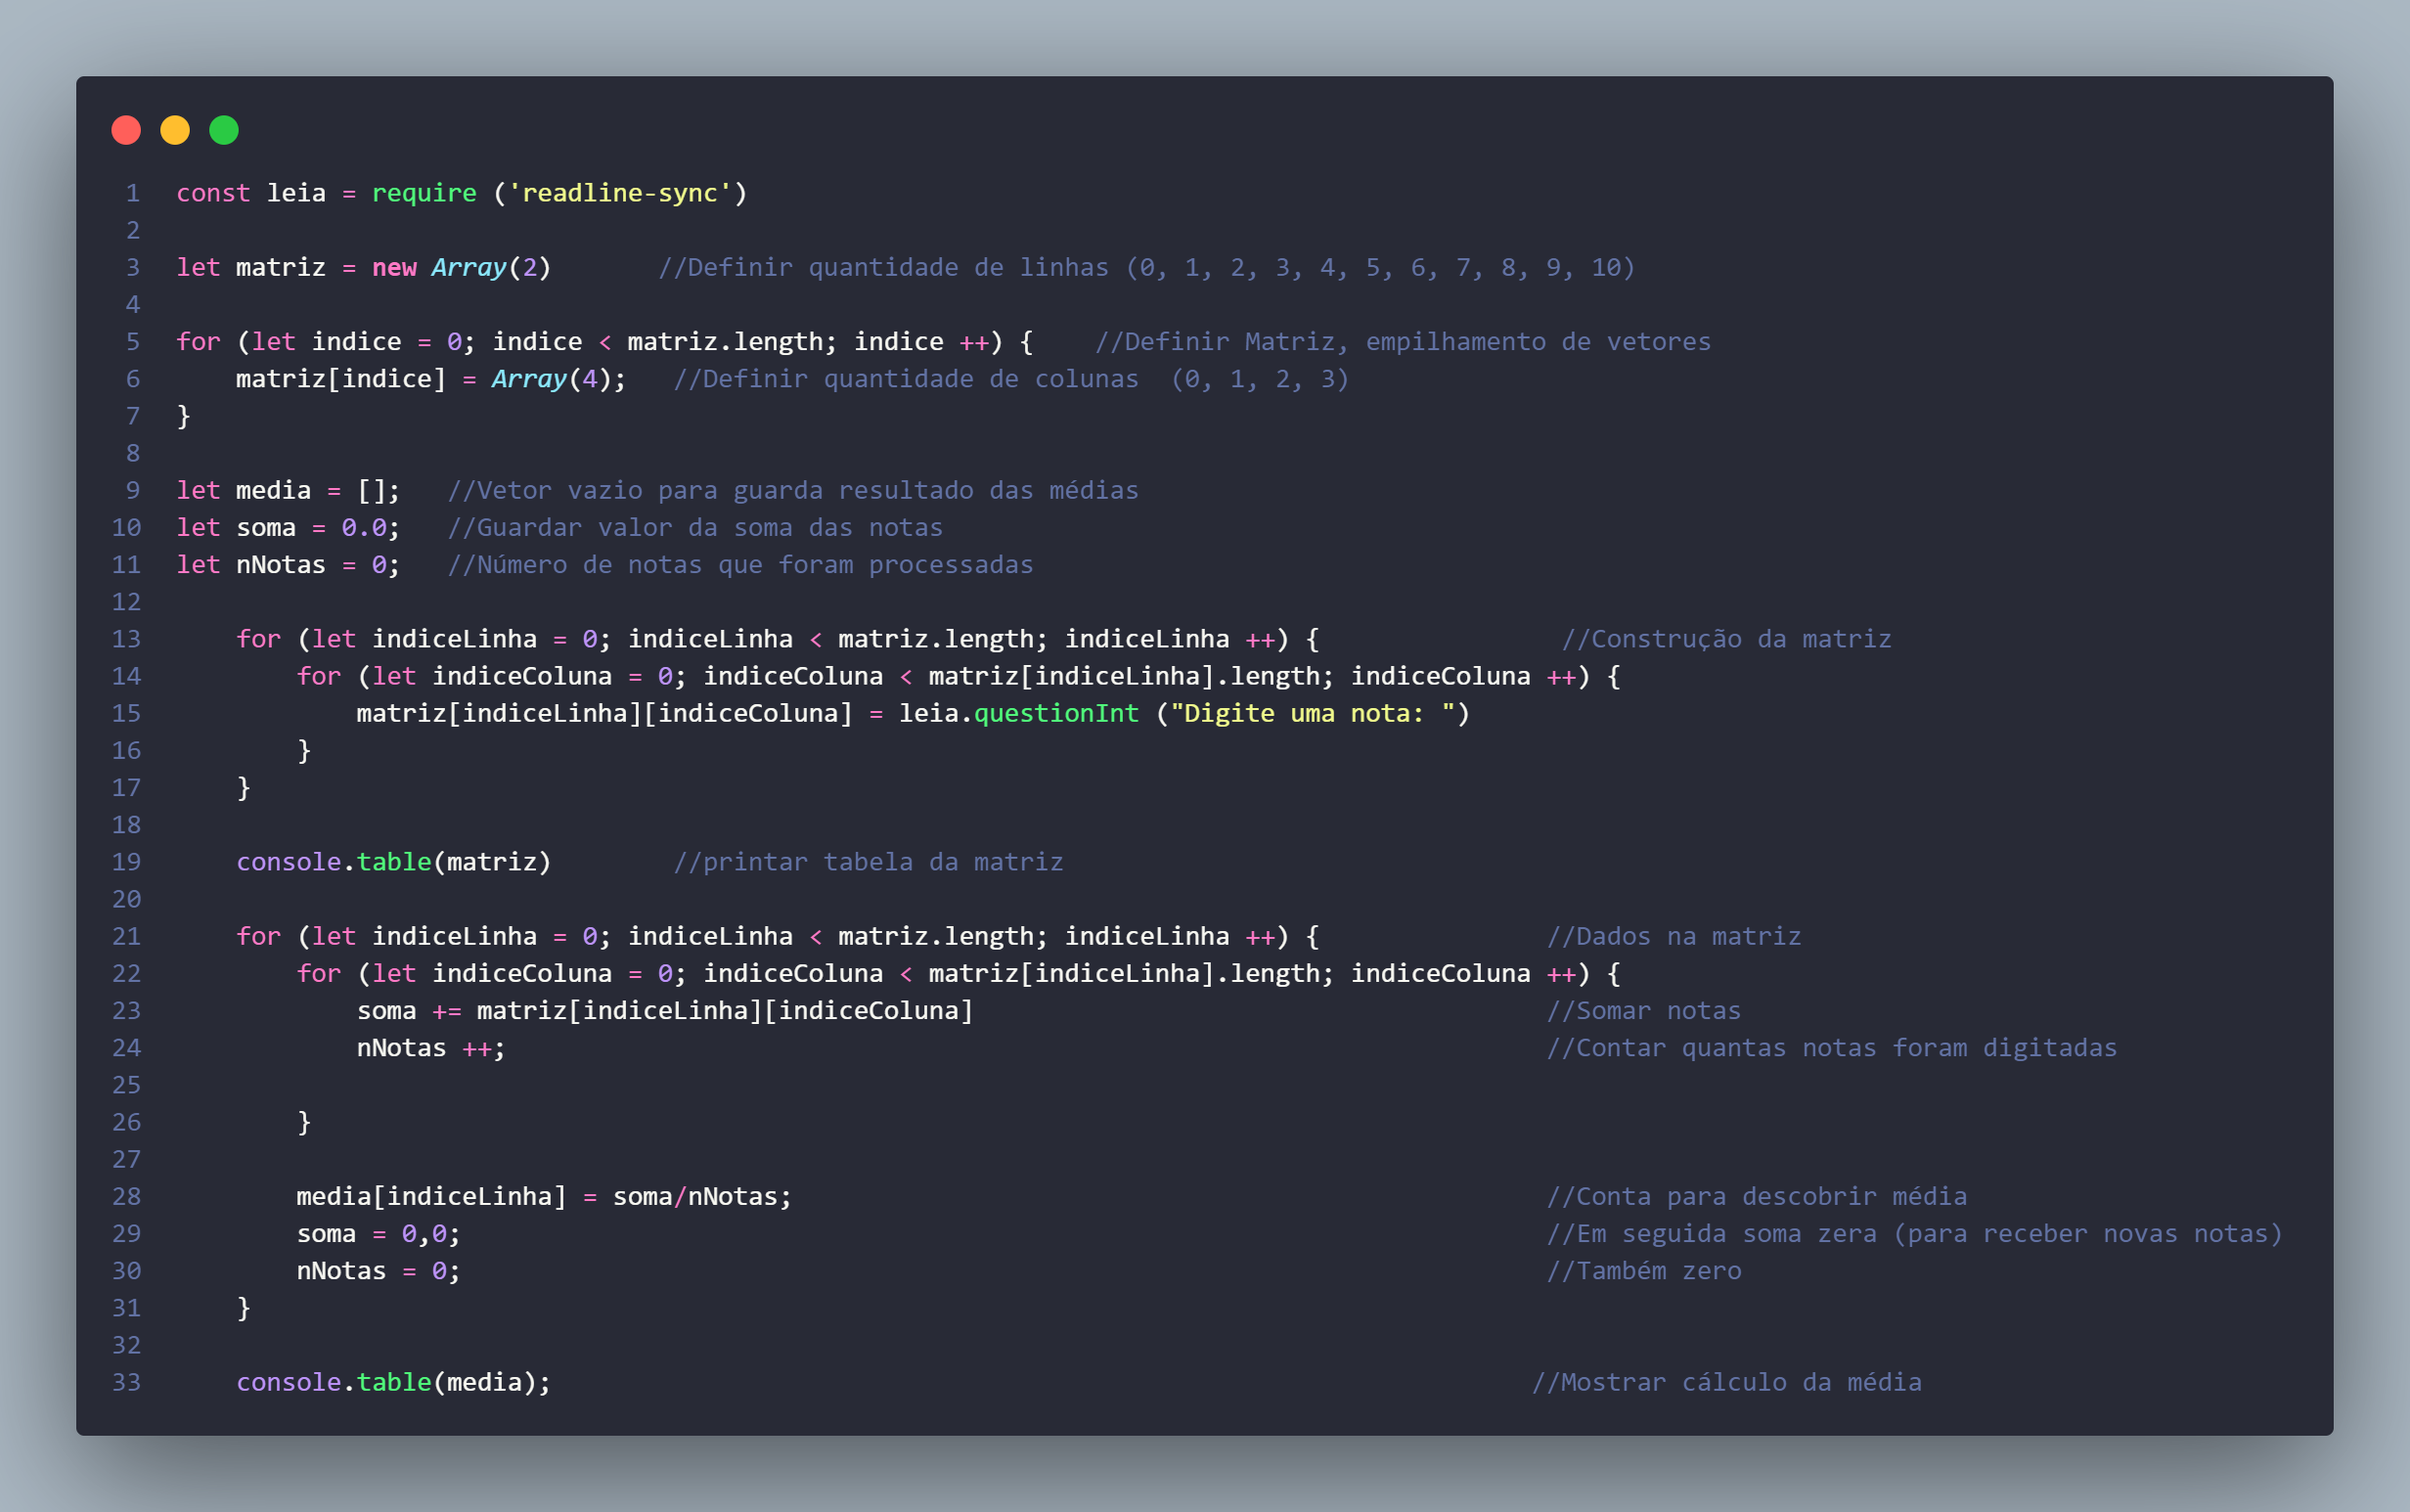 1 const leia = require ('readline-sync')
2
3 let matriz = new Array(2)       //Definir quantidade de linhas (0, 1, 2, 3, 4, 5, 6, 7, 8, 9, 10)
4
5 for (let indice = 0; indice < matriz.length; indice ++) {    //Definir Matriz, empilhamento de vetores
6     matriz[indice] = Array(4);   //Definir quantidade de colunas  (0, 1, 2, 3)
7 }
8
9 let media = [];   //Vetor vazio para guarda resultado das médias
10 let soma = 0.0;   //Guardar valor da soma das notas
11 let nNotas = 0;   //Número de notas que foram processadas
12
13     for (let indiceLinha = 0; indiceLinha < matriz.length; indiceLinha ++) {                //Construção da matriz
14         for (let indiceColuna = 0; indiceColuna < matriz[indiceLinha].length; indiceColuna ++) {
15             matriz[indiceLinha][indiceColuna] = leia.questionInt ("Digite uma nota: ")
16         }
17     }
18
19     console.table(matriz)        //printar tabela da matriz
20
21     for (let indiceLinha = 0; indiceLinha < matriz.length; indiceLinha ++) {               //Dados na matriz
22         for (let indiceColuna = 0; indiceColuna < matriz[indiceLinha].length; indiceColuna ++) {
23             soma += matriz[indiceLinha][indiceColuna]                                      //Somar notas
24             nNotas ++;                                                                     //Contar quantas notas foram digitadas
25
26         }
27
28         media[indiceLinha] = soma/nNotas;                                                  //Conta para descobrir média
29         soma = 0,0;                                                                        //Em seguida soma zera (para receber novas notas)
30         nNotas = 0;                                                                        //Também zero
31     }
32
33     console.table(media);                                                                 //Mostrar cálculo da média